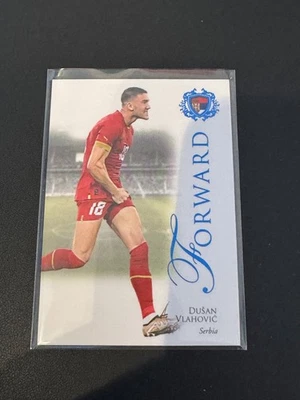 FORWARD
DUŠAN
VLAHOVIĆ
Serbia
18